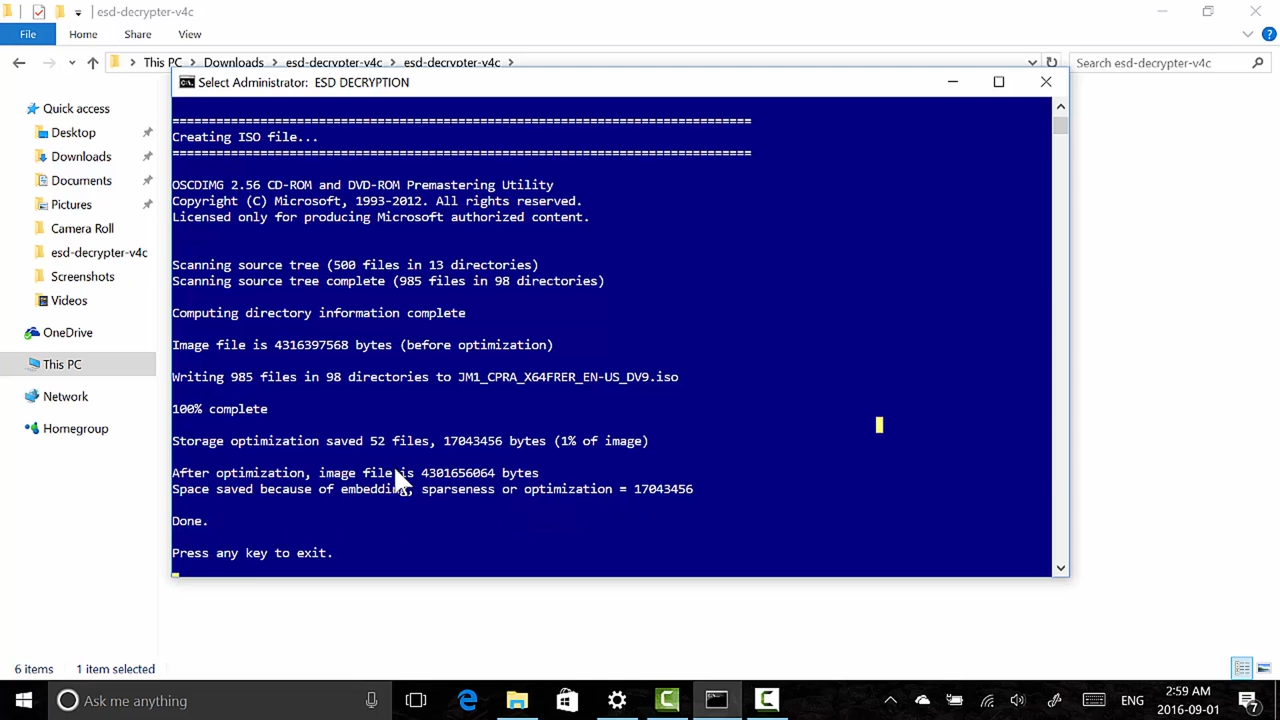 esd-decrypter-v4c
File Home Share View
This PC Downloads esd-decrypter-v4c esd-decrypter-v4c
Search esd-decrypter-v4c
Quick access
Desktop
Downloads
Documents
Pictures
Camera Roll
esd-decrypter-v4c
Screenshots
Videos
OneDrive
This PC
Network
Homegroup
Select Administrator: ESD DECRYPTION
===============================================================================
Creating ISO file...
===============================================================================
OSCDIMG 2.56 CD-ROM and DVD-ROM Premastering Utility
Copyright (C) Microsoft, 1993-2012. All rights reserved.
Licensed only for producing Microsoft authorized content.
Scanning source tree (500 files in 13 directories)
Scanning source tree complete (985 files in 98 directories)
Computing directory information complete
Image file is 4316397568 bytes (before optimization)
Writing 985 files in 98 directories to JM1_CPRA_X64FRER_EN-US_DV9.iso
100% complete
Storage optimization saved 52 files, 17043456 bytes (1% of image)
After optimization, image file is 4301656064 bytes
Space saved because of embedding, sparseness or optimization = 17043456
Done.
Press any key to exit.
6 items 1 item selected
Ask me anything
ENG
2:59 AM
2016-09-01
7